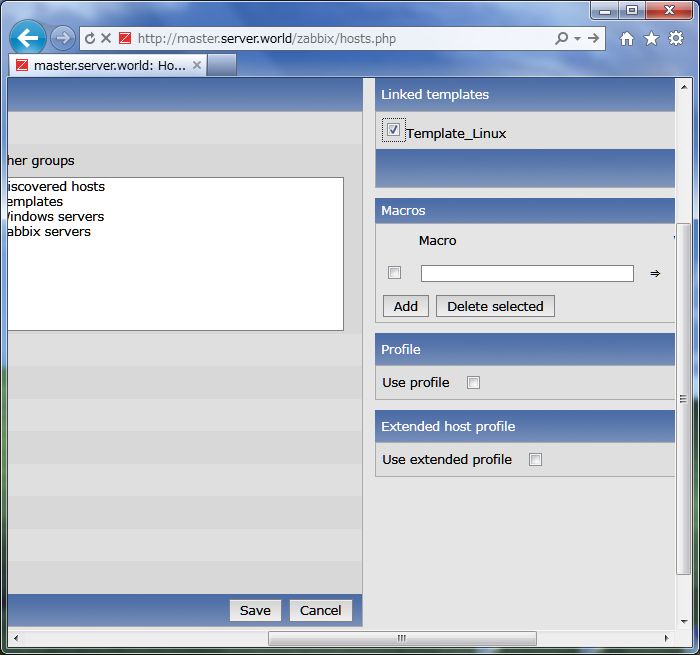 http://master.server.world/zabbix/hosts.php
master.server.world: Ho...
her groups
iscovered hosts
emplates
indows servers
abbix servers
Save
Cancel
Linked templates
Template_Linux
Macros
Macro
⇒
Add
Delete selected
Profile
Use profile
Extended host profile
Use extended profile